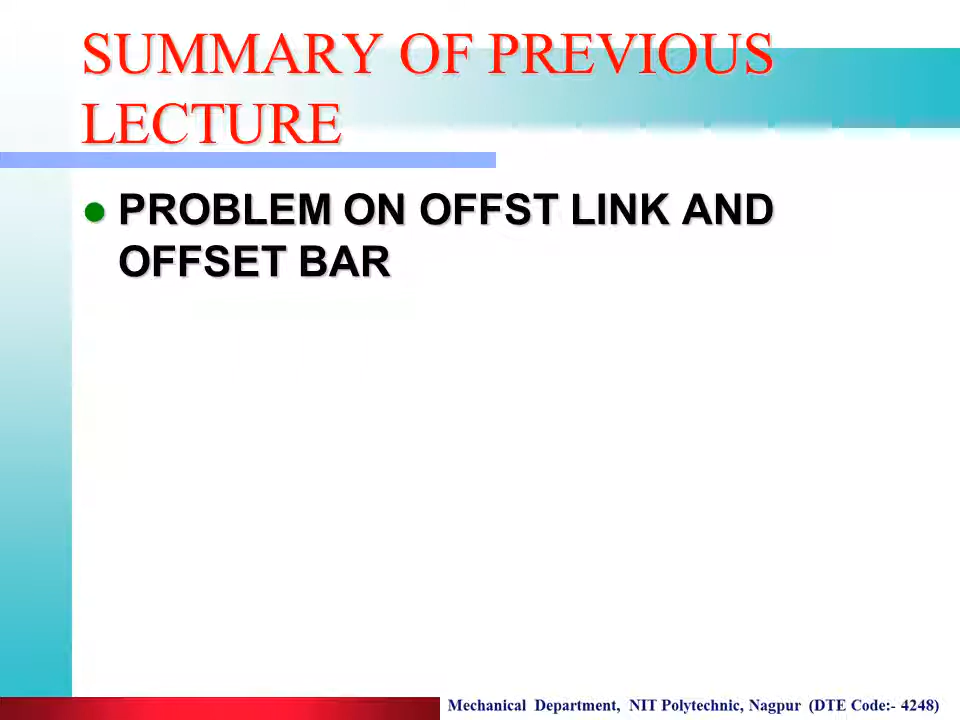 SUMMARY OF PREVIOUS
LECTURE
PROBLEM ON OFFST LINK AND
OFFSET BAR
Mechanical Department, NIT Polytechnic, Nagpur (DTE Code:- 4248)